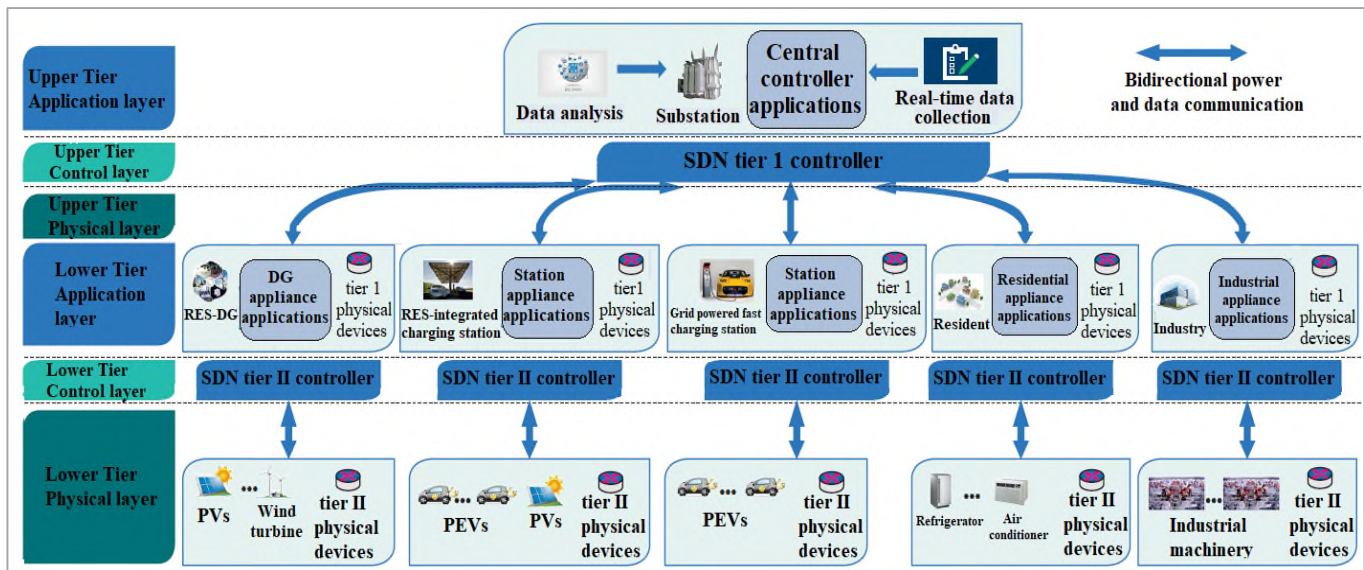 Upper Tier
Application layer
Data analysis
Substation
Central
controller
applications
Real-time data
collection
Bidirectional power
and data communication
Upper Tier
Control layer
SDN tier 1 controller
Upper Tier
Physical layer
Lower Tier
Application
layer
RES-DG
DG
appliance
applications
tier 1
physical
devices
RES-integrated
charging station
Station
appliance
applications
tier1
physical
devices
Grid powered fast
charging station
Station
appliance
applications
tier 1
physical
devices
Resident
Residential
appliance
applications
tier 1
physical
devices
Industry
Industrial
appliance
applications
tier 1
physical
devices
Lower Tier
Control layer
SDN tier II controller
SDN tier II controller
SDN tier II controller
SDN tier II controller
SDN tier II controller
Lower Tier
Physical layer
PVs
Wind
turbine
tier II
physical
devices
PEVs
PVs
tier II
physical
devices
PEVs
tier II
physical
devices
Refrigerator
Air
conditioner
tier II
physical
devices
Industrial
machinery
tier II
physical
devices